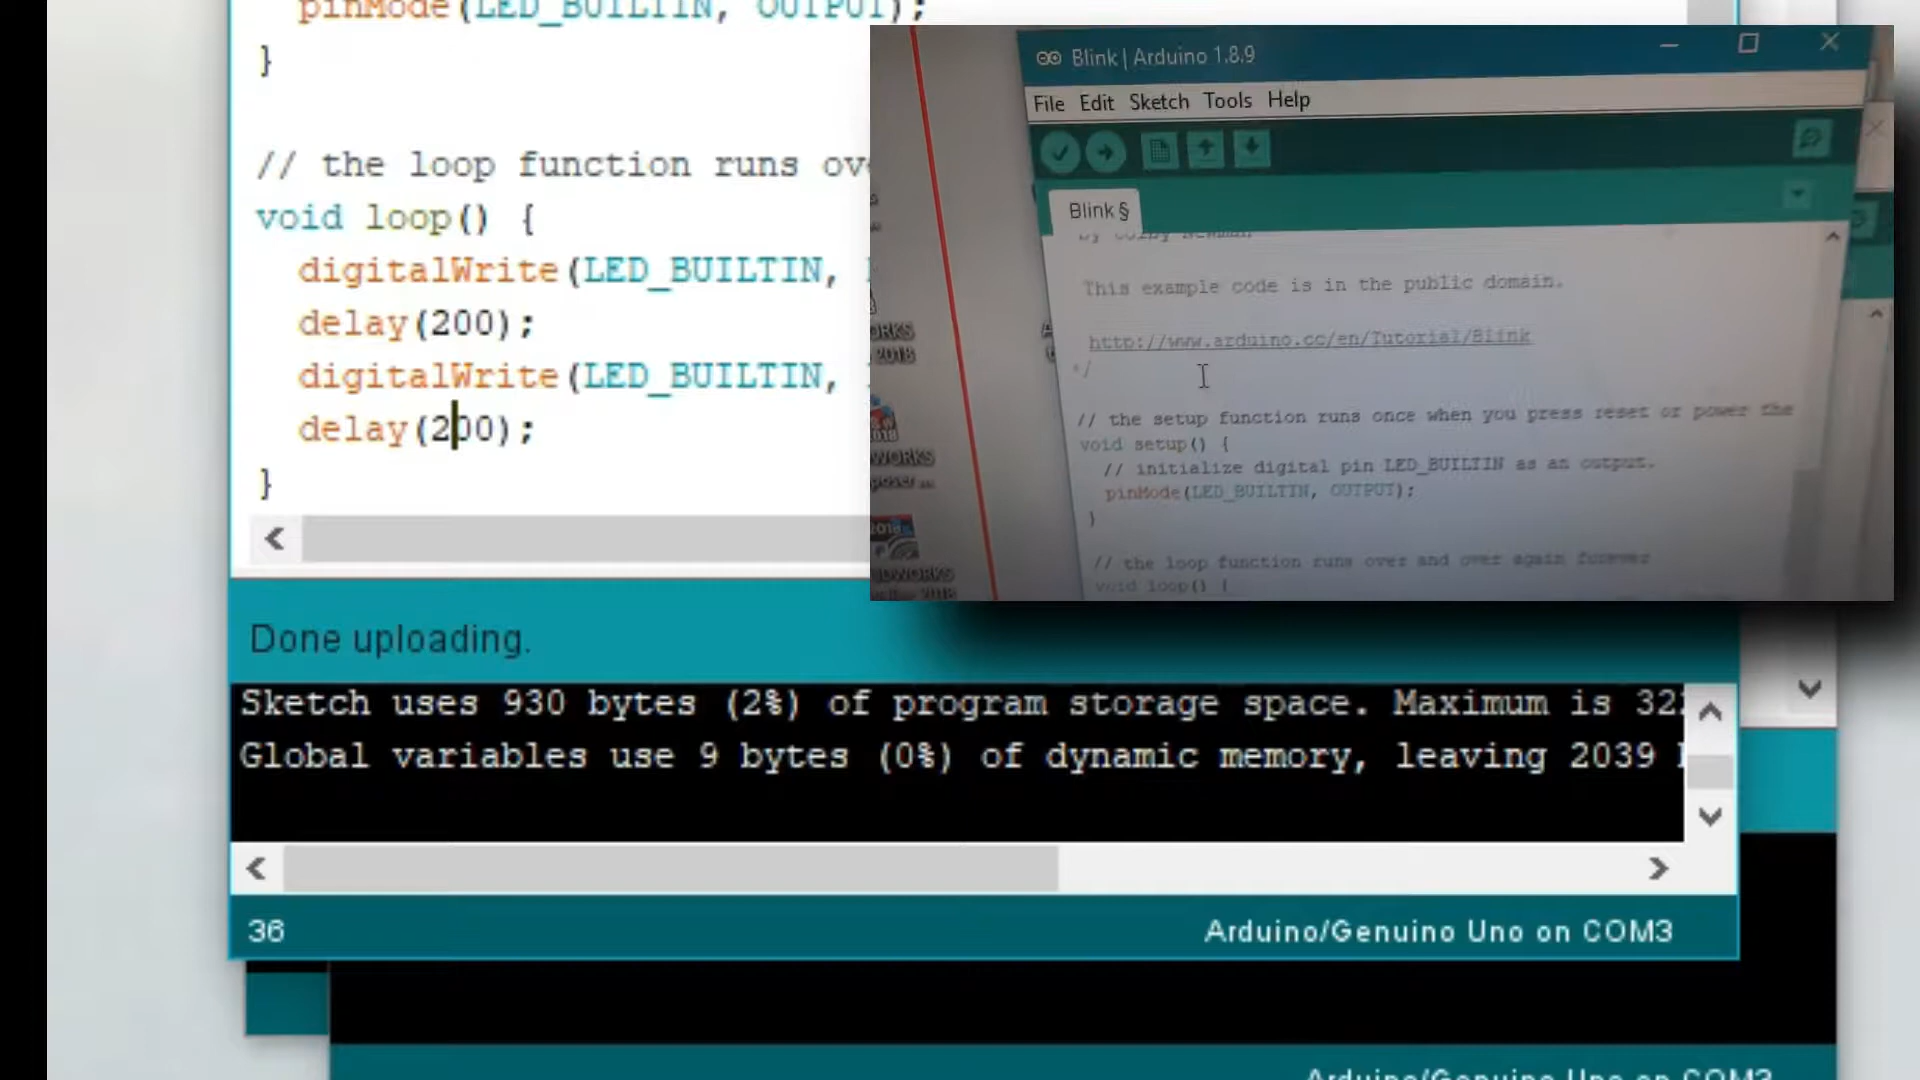 pinMode(LED_BUILTIN, OUTPUT);
}
// the loop function runs
void loop() {
digitalWrite(LED_BUILTIN,
delay(200);
digitalWrite(LED_BUILTIN,
delay(200);
}
Done uploading.
Sketch uses 930 bytes (2%) of program storage space. Maximum is
Global variables use 9 bytes (0%) of dynamic memory, leaving 2039
36
Arduino/Genuino Uno on COM3
Arduino/Genuino Uno on COM3
Blink | Arduino 1.8.9
File Edit Sketch Tools Help
Blink §
This example code is in the public domain.
http://www.arduino.cc/en/Tutorial/Blink
*/
// the setup function runs once when you press reset or power the
void setup() {
// initialize digital pin LED_BUILTIN as an output.
pinMode(LED_BUILTIN, OUTPUT);
}
// the loop function runs over and over again forever
void loop() {
2018
2018